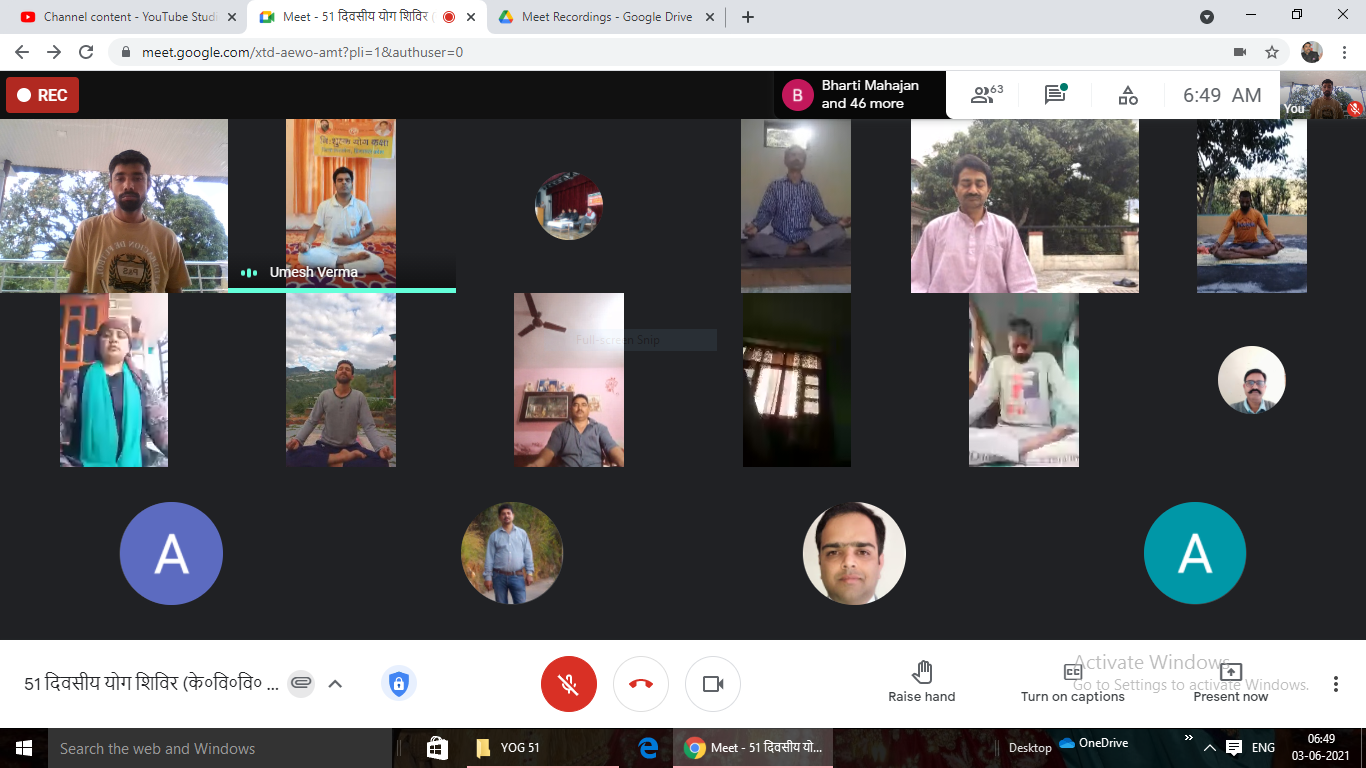 Channel content - YouTube Studi
Meet - 51 दिवसीय योग शिविर (
Meet Recordings - Google Drive
meet.google.com/xtd-aewo-amt?pli=1&authuser=0
REC
B
Bharti Mahajan
and 46 more
63
6:49 AM
You
निःशुल्क योग कक्षा
Umesh Verma
Full-screen Snip
A
A
51 दिवसीय योग शिविर (के०वि०वि० ...
Raise hand
Turn on captions
Present now
Activate Windows
Go to Settings to activate Windows.
Search the web and Windows
YOG 51
Meet - 51 दिवसीय यो...
Desktop
OneDrive
ENG
06:49
03-06-2021